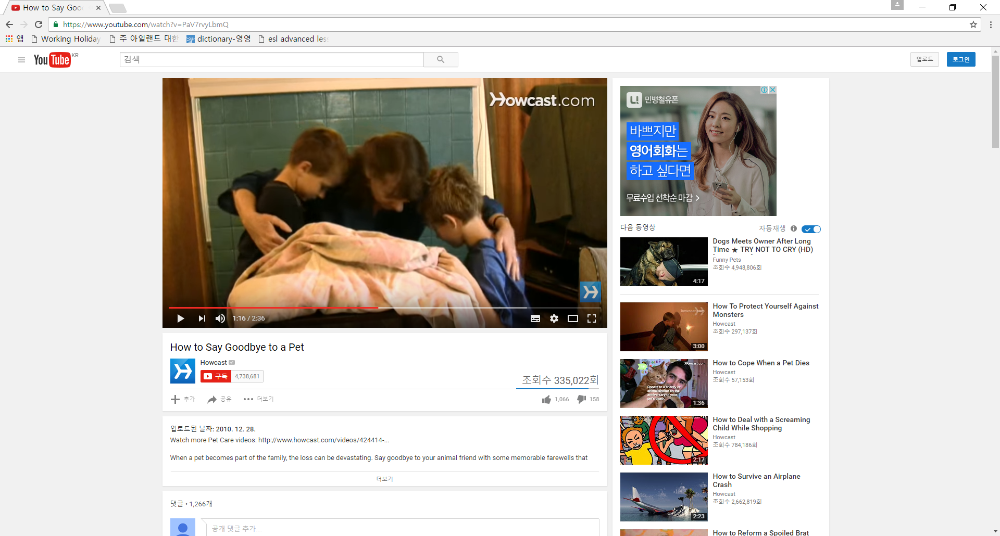 How to Say Goo
https://www.youtube.com/watch?v=PaV7rvyLbmQ
앱
Working Holiday
주 아일랜드 대한
dictionary-영영
esl advanced les
YouTube KR
검색
업로드
로그인
Howcast.com
1:16 / 2:36
How to Say Goodbye to a Pet
Howcast
구독 4,738,681
조회수 335,022회
추가
공유
더보기
1,066
158
업로드된 날짜: 2010. 12. 28.
Watch more Pet Care videos: http://www.howcast.com/videos/424414-...
When a pet becomes part of the family, the loss can be devastating. Say goodbye to your animal friend with some memorable farewells that
더보기
댓글 • 1,266개
공개 댓글 추가...
민병철유폰
바쁘지만
영어회화는
하고 싶다면
무료수업 선착순 마감 >
다음 동영상
자동재생
4:17
Dogs Meets Owner After Long
Time ★ TRY NOT TO CRY (HD)
Funny Pets
조회수 4,948,806회
howcast.com
3:00
How To Protect Yourself Against
Monsters
Howcast
조회수 297,137회
Howcast.com
Donate to a charity or
animal shelter on the
anniversary of your
pet's death.
1:36
How to Cope When a Pet Dies
Howcast
조회수 57,153회
howcast.com
2:17
How to Deal with a Screaming
Child While Shopping
Howcast
조회수 784,186회
2:23
How to Survive an Airplane
Crash
Howcast
조회수 2,662,819회
How to Reform a Spoiled Brat